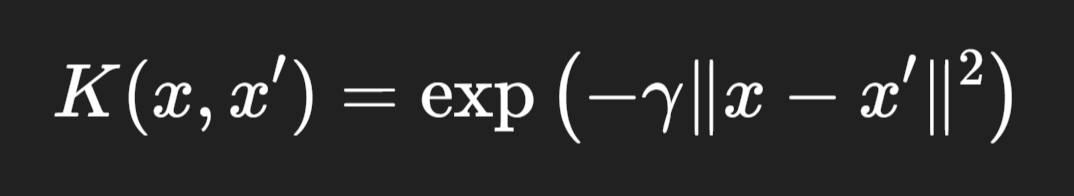 K(x, x′) = exp (−γ‖x − x′‖²)